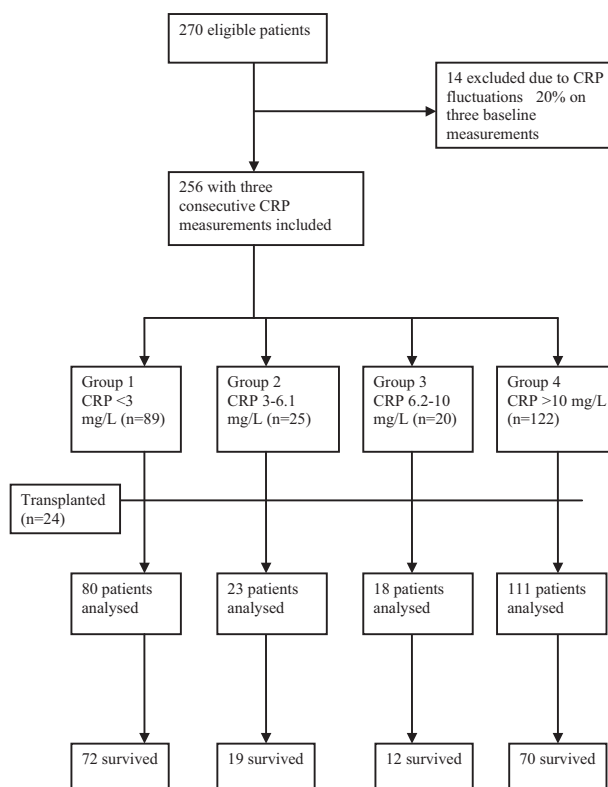 270 eligible patients
14 excluded due to CRP
fluctuations 20% on
three baseline
measurements
256 with three
consecutive CRP
measurements included
Group 1
CRP <3
mg/L (n=89)
Group 2
CRP 3-6.1
mg/L (n=25)
Group 3
CRP 6.2-10
mg/L (n=20)
Group 4
CRP >10 mg/L
(n=122)
Transplanted
(n=24)
80 patients
analysed
23 patients
analysed
18 patients
analysed
111 patients
analysed
72 survived
19 survived
12 survived
70 survived